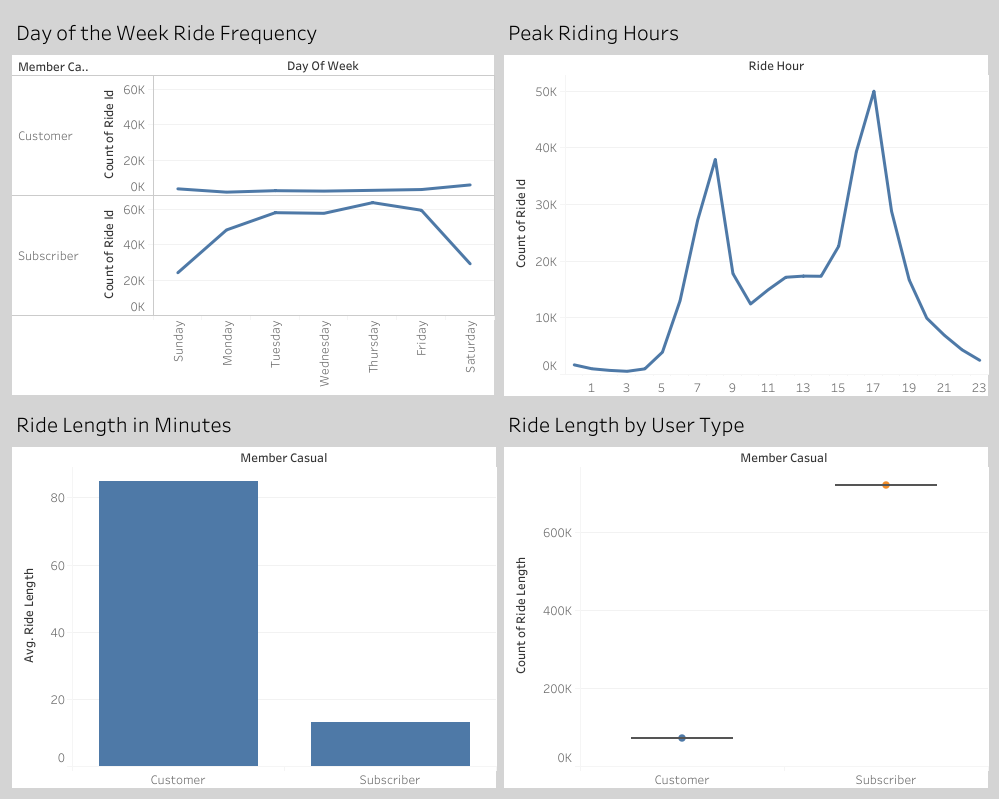 Day of the Week Ride Frequency
Member Ca..
Day Of Week
Customer
Count of Ride Id
60K
40K
20K
0K
Subscriber
Count of Ride Id
60K
40K
20K
0K
Sunday
Monday
Tuesday
Wednesday
Thursday
Friday
Saturday
Peak Riding Hours
Ride Hour
Count of Ride Id
50K
40K
30K
20K
10K
0K
1 3 5 7 9 11 13 15 17 19 21 23
Ride Length in Minutes
Member Casual
Avg. Ride Length
80
60
40
20
0
Customer Subscriber
Ride Length by User Type
Member Casual
Count of Ride Length
600K
400K
200K
0K
Customer Subscriber